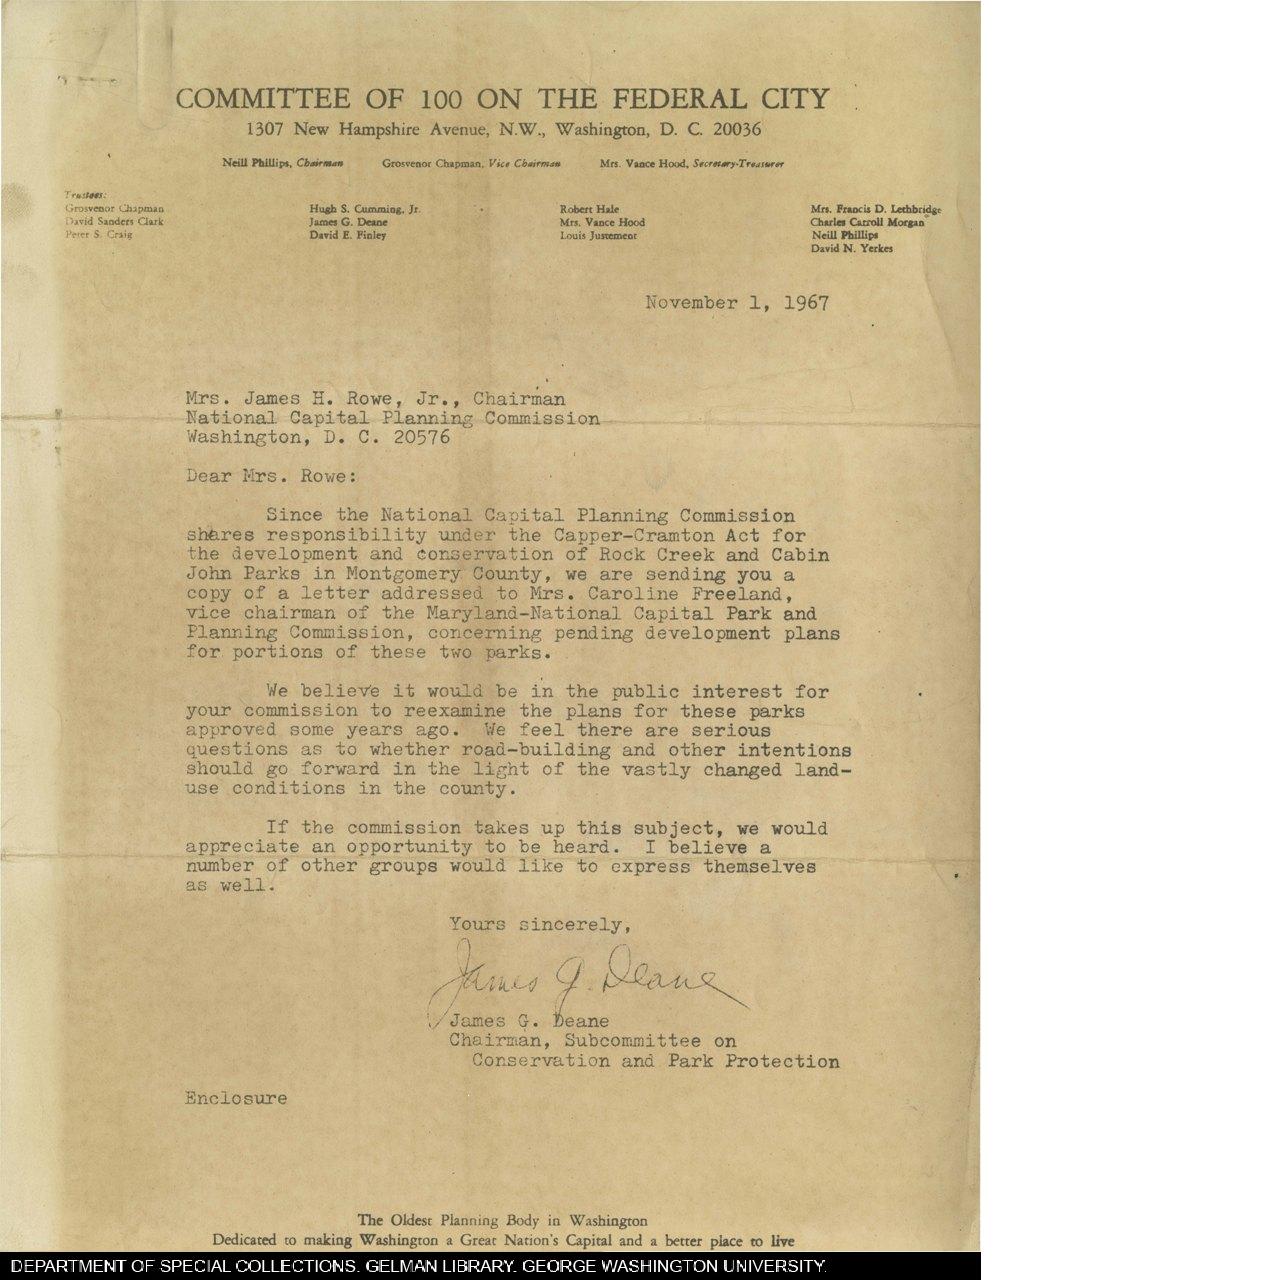 COMMITTEE OF 100 ON THE FEDERAL CITY
1307 New Hampshire Avenue, N.W., Washington, D. C. 20036
Neill Phillips, Chairman Grosvenor Chapman, Vice Chairman Mrs. Vance Hood, Secretary-Treasurer
Trustees:
Grosvenor Chapman Hugh S. Cumming, Jr. Robert Hale Mrs. Francis D. Lethbridge
David Sanders Clark James G. Deane Mrs. Vance Hood Charles Carroll Morgan
Peter S. Craig David E. Finley Louis Justement Neill Phillips
David N. Yerkes
November 1, 1967
Mrs. James H. Rowe, Jr., Chairman
National Capital Planning Commission
Washington, D. C. 20576
Dear Mrs. Rowe:
Since the National Capital Planning Commission
shares responsibility under the Capper-Cramton Act for
the development and conservation of Rock Creek and Cabin
John Parks in Montgomery County, we are sending you a
copy of a letter addressed to Mrs. Caroline Freeland,
vice chairman of the Maryland-National Capital Park and
Planning Commission, concerning pending development plans
for portions of these two parks.
We believe it would be in the public interest for
your commission to reexamine the plans for these parks
approved some years ago. We feel there are serious
questions as to whether road-building and other intentions
should go forward in the light of the vastly changed land-
use conditions in the county.
If the commission takes up this subject, we would
appreciate an opportunity to be heard. I believe a
number of other groups would like to express themselves
as well.
Yours sincerely,
James G. Deane
James G. Deane
Chairman, Subcommittee on
Conservation and Park Protection
Enclosure
The Oldest Planning Body in Washington
Dedicated to making Washington a Great Nation's Capital and a better place to live
DEPARTMENT OF SPECIAL COLLECTIONS. GELMAN LIBRARY. GEORGE WASHINGTON UNIVERSITY.